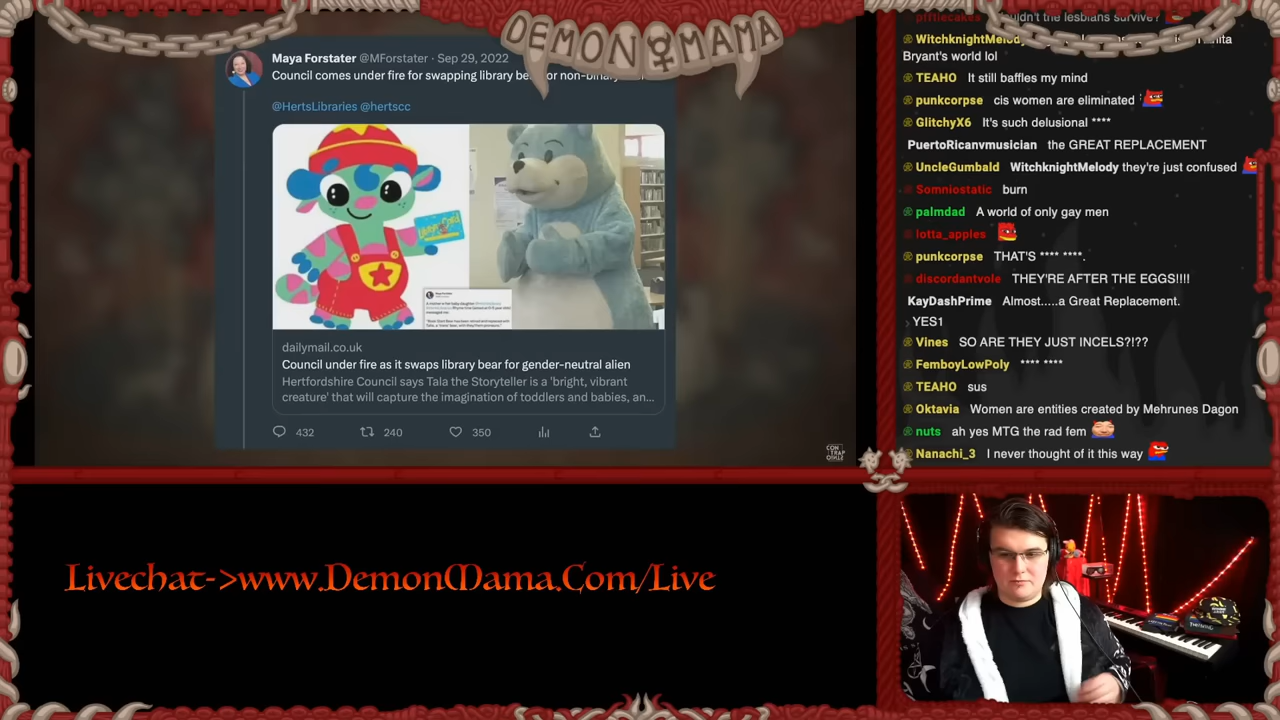 DEMON MAMA
Maya Forstater @MForstater · Sep 29, 2022
Council comes under fire for swapping library
@HertsLibraries @hertscc
dailymail.co.uk
Council under fire as it swaps library bear for gender-neutral alien
Hertfordshire Council says Tala the Storyteller is a 'bright, vibrant
creature' that will capture the imagination of toddlers and babies, an...
432 240 350
pffflecakes the lesbians survive?
WitchknightMelody
Bryant's world lol
TEAHO It still baffles my mind
punkcorpse cis women are eliminated
GlitchyX6 It's such delusional ****
PuertoRicanvmusician the GREAT REPLACEMENT
UncleGumbald WitchknightMelody they're just confused
Somniostatic burn
palmdad A world of only gay men
lotta_apples
punkcorpse THAT'S **** ****.
discordantvole THEY'RE AFTER THE EGGS!!!!
KayDashPrime Almost.....a Great Replacement.
YES1
Vines SO ARE THEY JUST INCELS?!??
FemboyLowPoly **** ****
TEAHO sus
Oktavia Women are entities created by Mehrunes Dagon
nuts ah yes MTG the rad fem
Nanachi_3 I never thought of it this way
Livechat->www.DemonMama.Com/Live